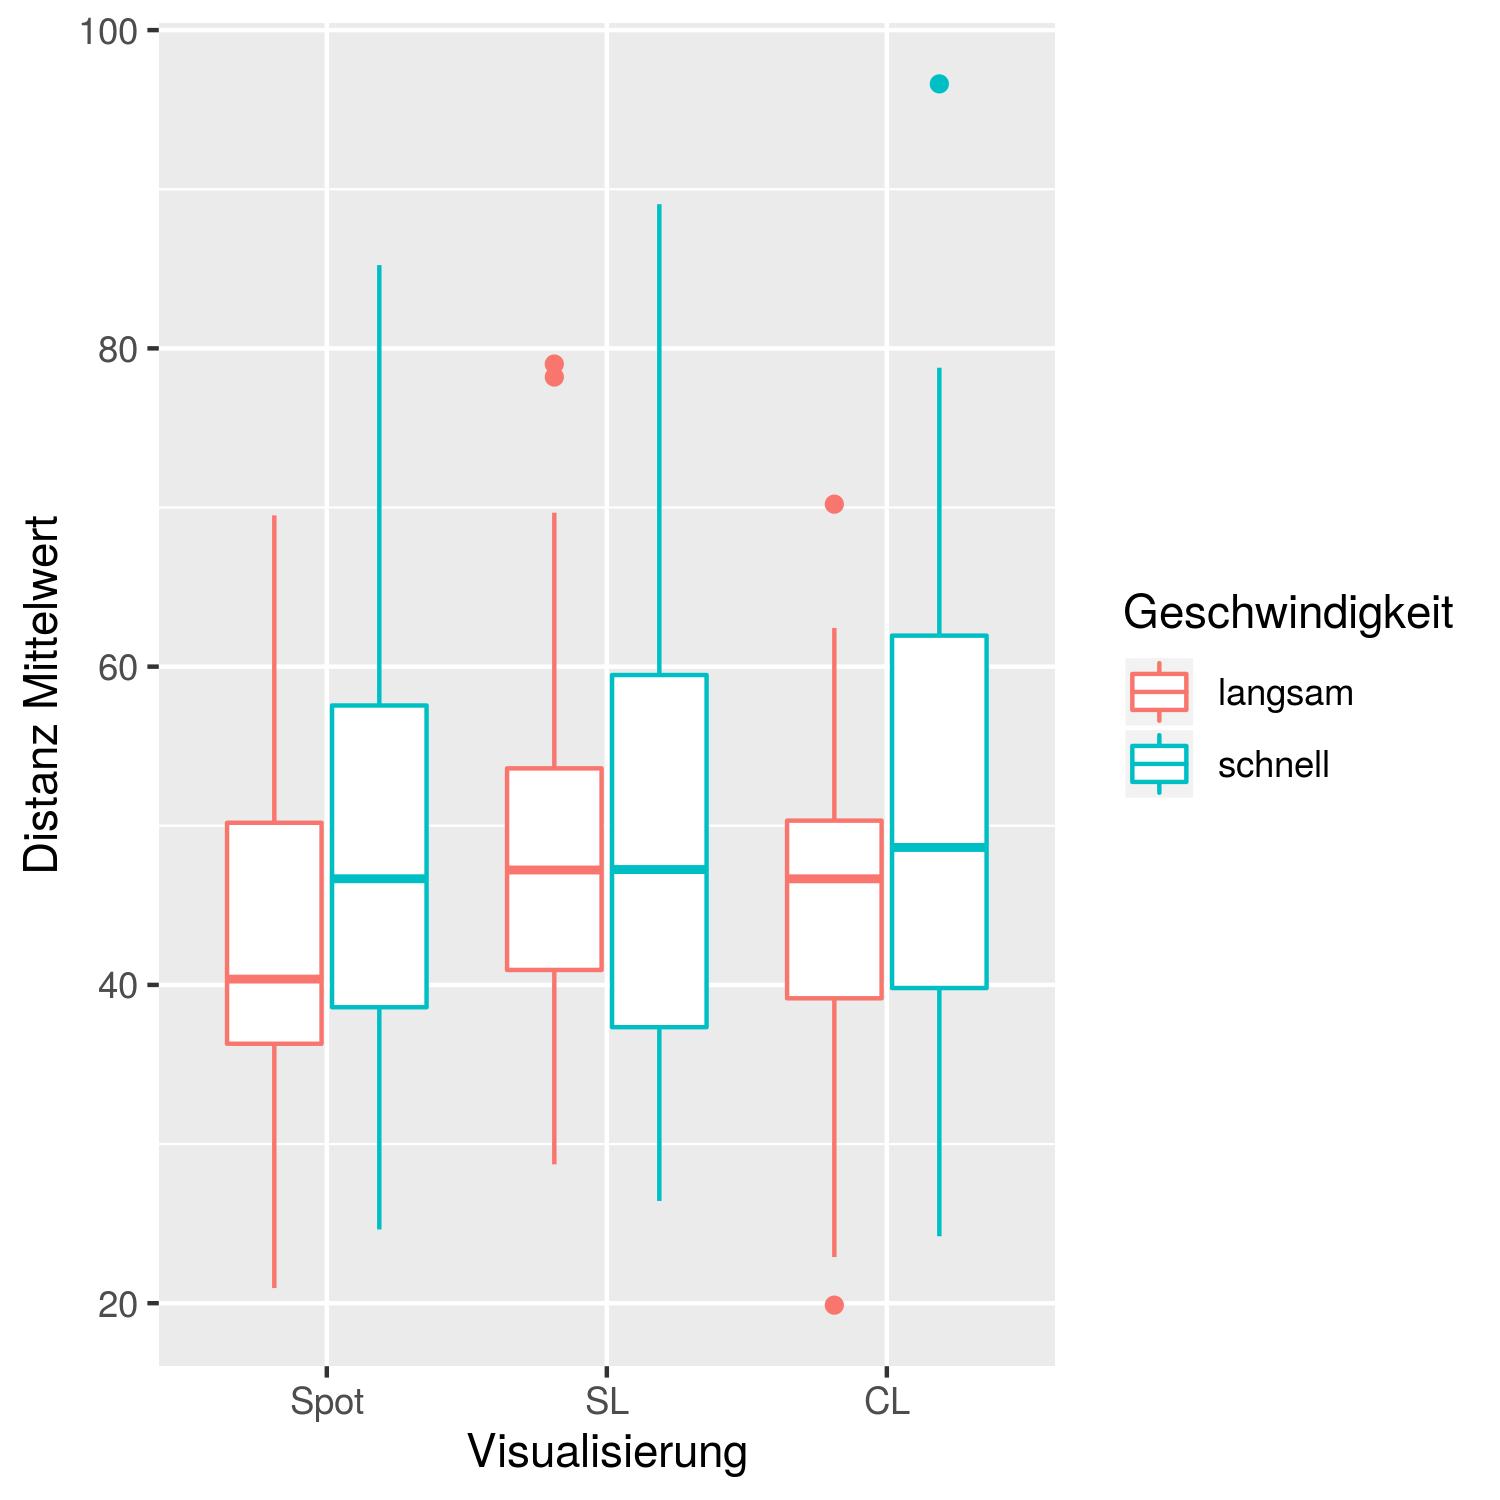 Distanz Mittelwert
100
80
60
40
20
Spot
SL
CL
Visualisierung
Geschwindigkeit
langsam
schnell